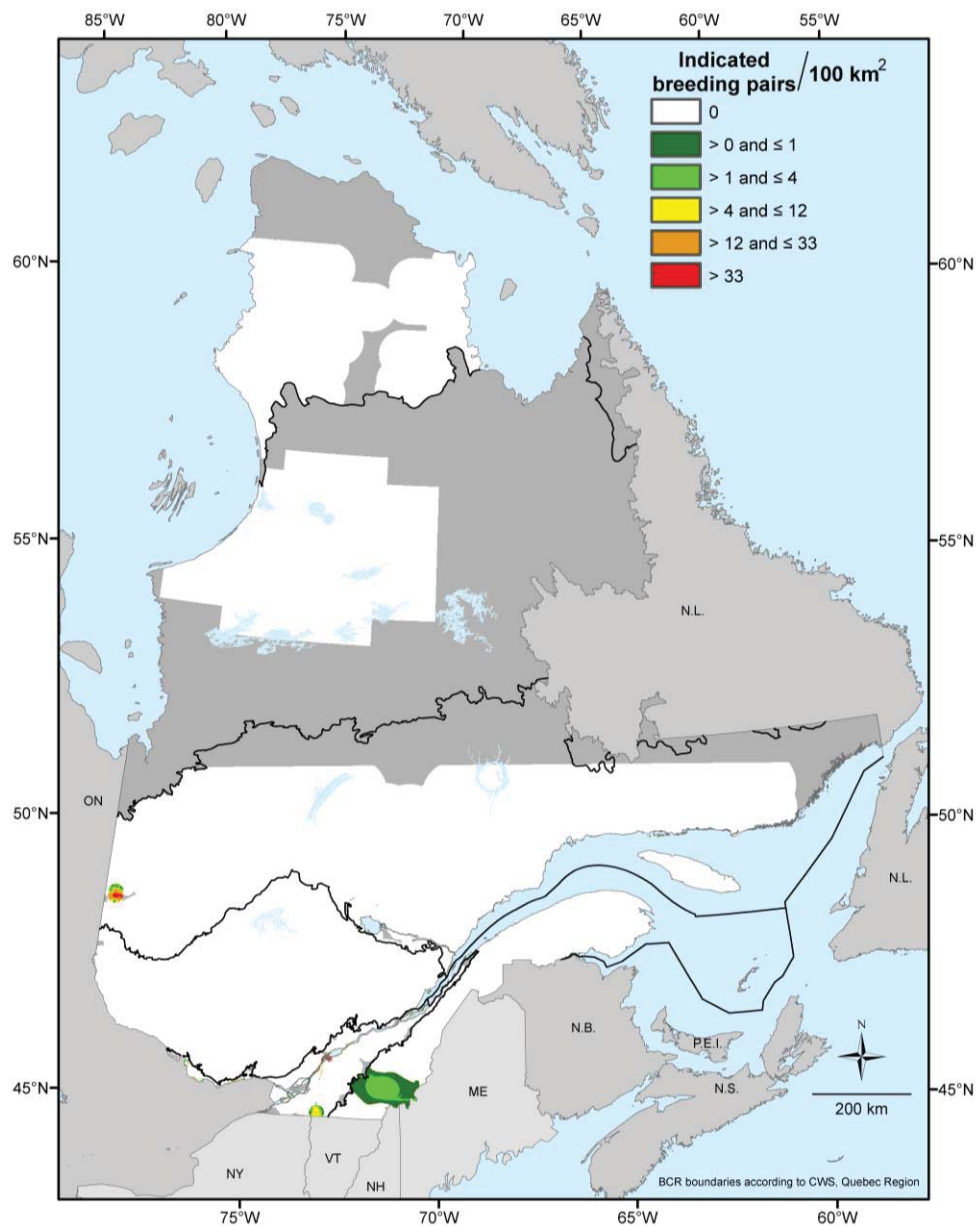 85°W 80°W 75°W 70°W 65°W 60°W 55°W
Indicated
breeding pairs/100 km²
0
> 0 and ≤ 1
> 1 and ≤ 4
> 4 and ≤ 12
> 12 and ≤ 33
> 33
60°N 60°N
55°N 55°N
N.L.
ON
50°N 50°N
N.L.
N.B.
P.E.I.
N
45°N 45°N
ME
N.S.
200 km
VT
NY
NH
BCR boundaries according to CWS, Quebec Region
75°W 70°W 65°W 60°W